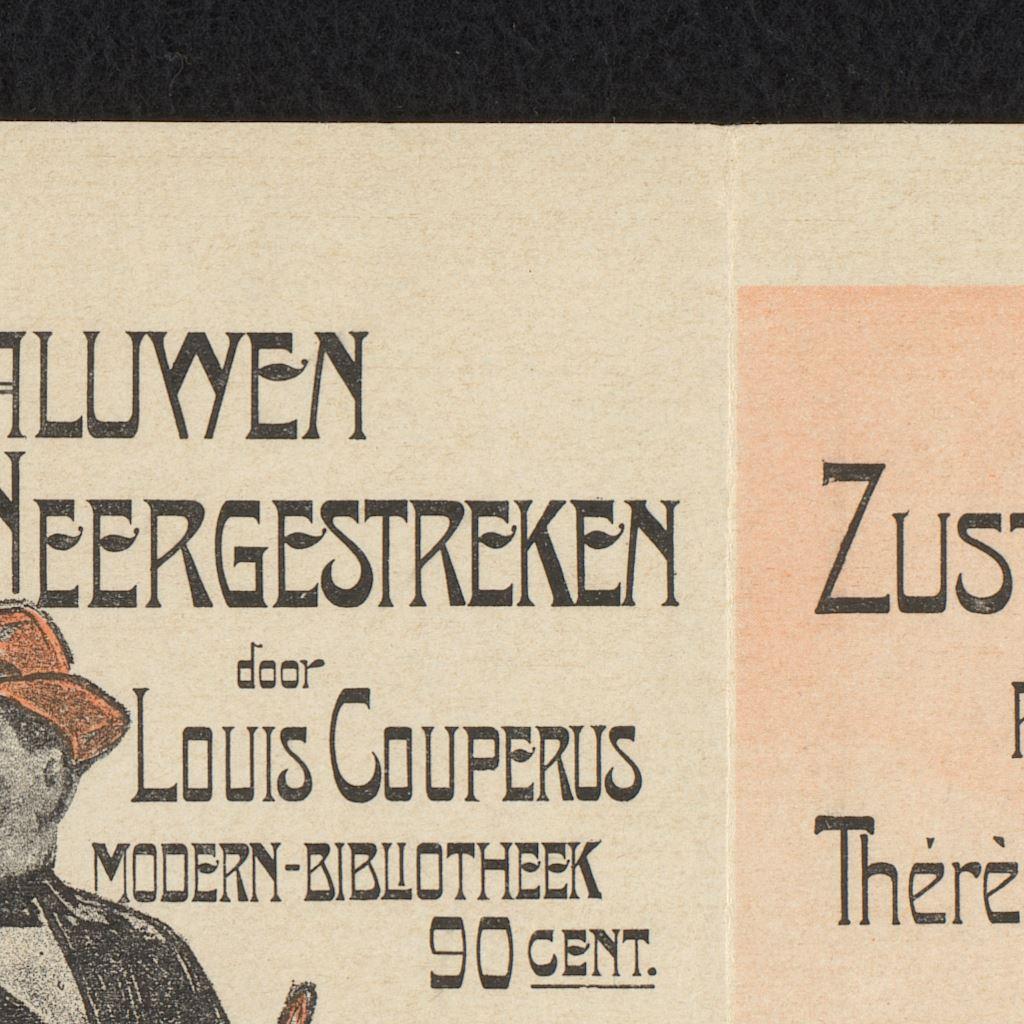 ALUWEN
NEERGESTREKEN
door
LOUIS COUPERUS
MODERN-BIBLIOTHEEK
90 CENT.
ZUST
Thérè